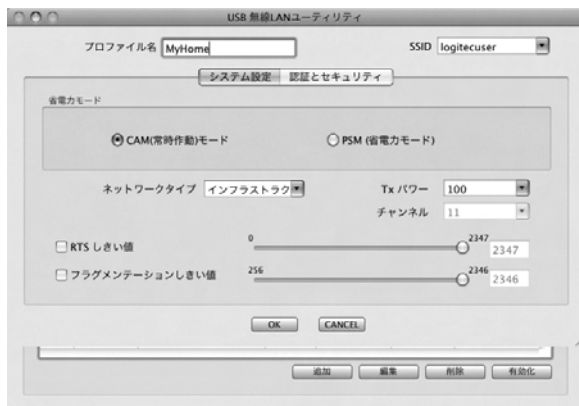 USB 無線LANユーティリティ
プロファイル名 MyHome SSID logitecuser
システム設定 認証とセキュリティ
省電力モード
CAM(常時作動)モード PSM (省電力モード)
ネットワークタイプ インフラストラク Tx パワー 100
チャンネル 11
RTS しきい値 0 2347 2347
フラグメンテーションしきい値 256 2346 2346
OK CANCEL
追加 編集 削除 有効化